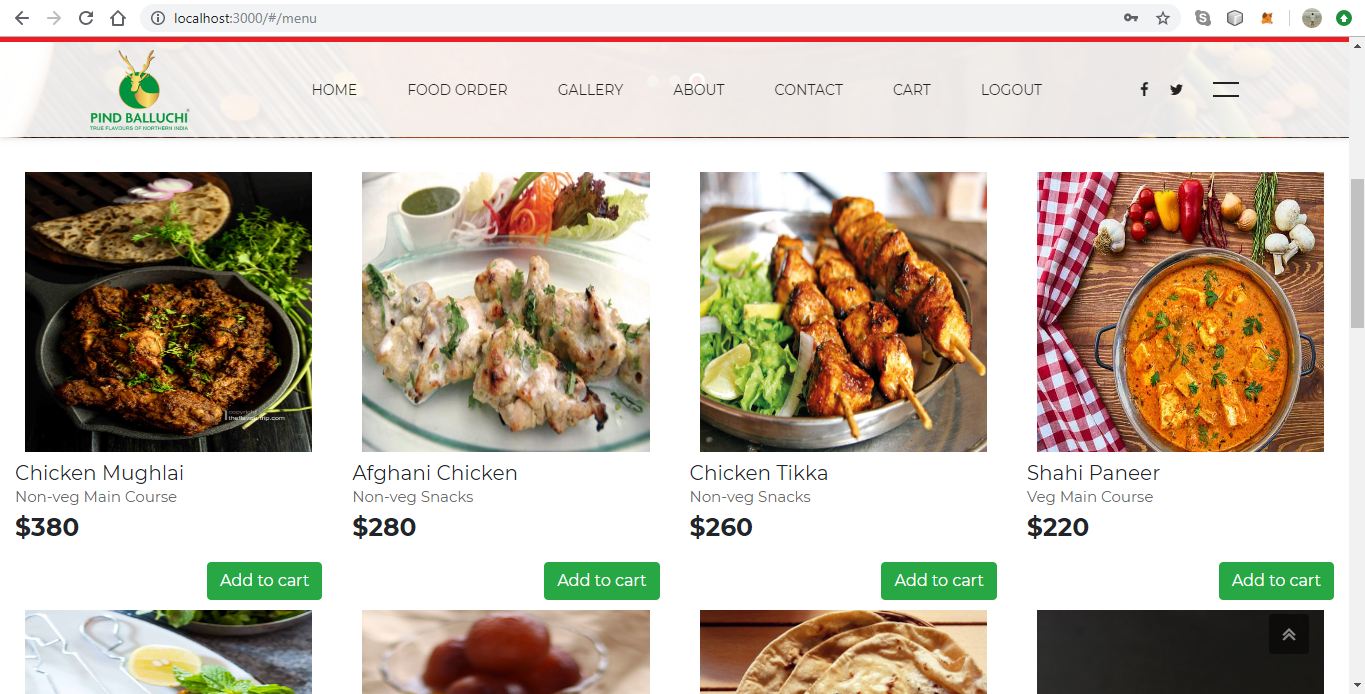 localhost:3000/#/menu
PIND BALLUCHI
TRUE FLAVOURS OF NORTHERN INDIA
HOME
FOOD ORDER
GALLERY
ABOUT
CONTACT
CART
LOGOUT
Chicken Mughlai
Non-veg Main Course
$380
Add to cart
Afghani Chicken
Non-veg Snacks
$280
Add to cart
Chicken Tikka
Non-veg Snacks
$260
Add to cart
Shahi Paneer
Veg Main Course
$220
Add to cart